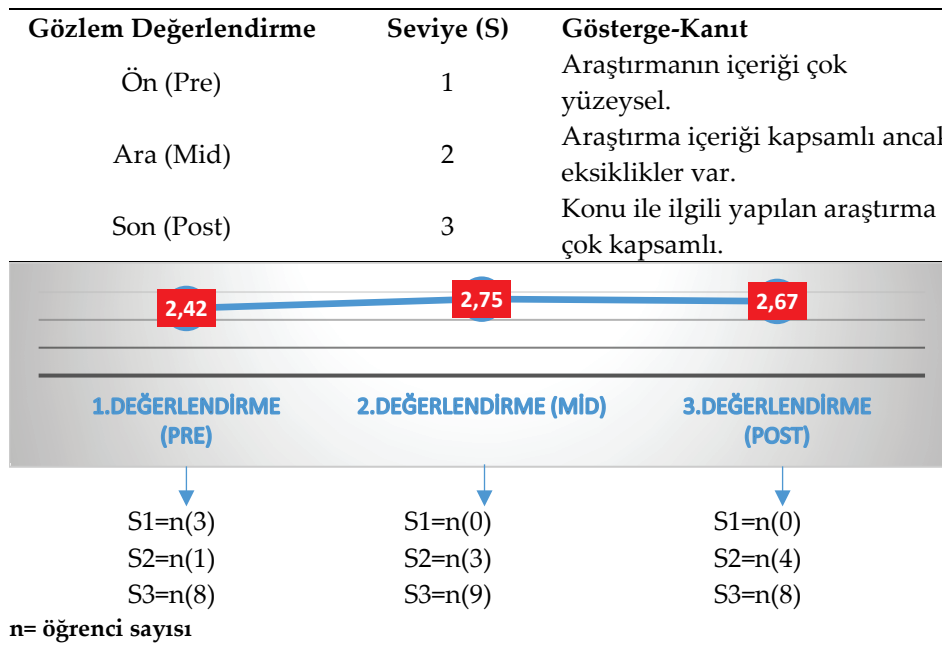 Gözlem Değerlendirme Seviye (S) Gösterge-Kanıt
Ön (Pre) 1 Araştırmanın içeriği çok
yüzeysel.
Ara (Mid) 2 Araştırma içeriği kapsamlı ancak
eksiklikler var.
Son (Post) 3 Konu ile ilgili yapılan araştırma
çok kapsamlı.
2,42 2,75 2,67
1.DEĞERLENDİRME 2.DEĞERLENDİRME (MİD) 3.DEĞERLENDİRME
(PRE) (POST)
S1=n(3) S1=n(0) S1=n(0)
S2=n(1) S2=n(3) S2=n(4)
S3=n(8) S3=n(9) S3=n(8)
n= öğrenci sayısı